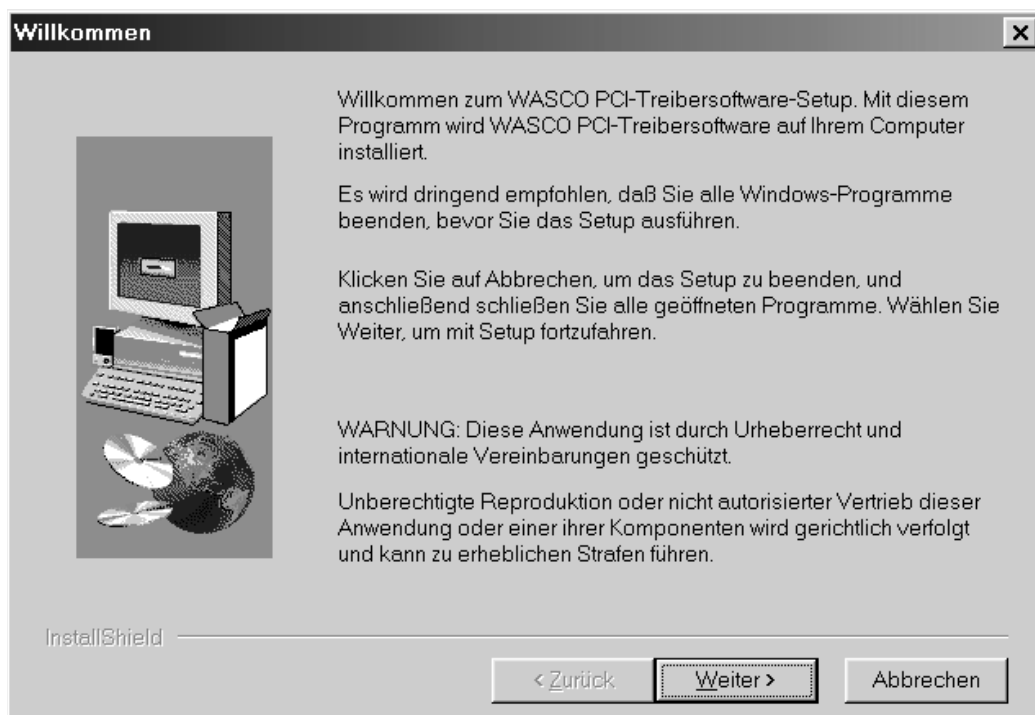 Willkommen
Willkommen zum WASCO PCI-Treibersoftware-Setup. Mit diesem
Programm wird WASCO PCI-Treibersoftware auf Ihrem Computer
installiert.
Es wird dringend empfohlen, daß Sie alle Windows-Programme
beenden, bevor Sie das Setup ausführen.
Klicken Sie auf Abbrechen, um das Setup zu beenden, und
anschließend schließen Sie alle geöffneten Programme. Wählen Sie
Weiter, um mit Setup fortzufahren.
WARNUNG: Diese Anwendung ist durch Urheberrecht und
internationale Vereinbarungen geschützt.
Unberechtigte Reproduktion oder nicht autorisierter Vertrieb dieser
Anwendung oder einer ihrer Komponenten wird gerichtlich verfolgt
und kann zu erheblichen Strafen führen.
InstallShield
< Zurück Weiter > Abbrechen